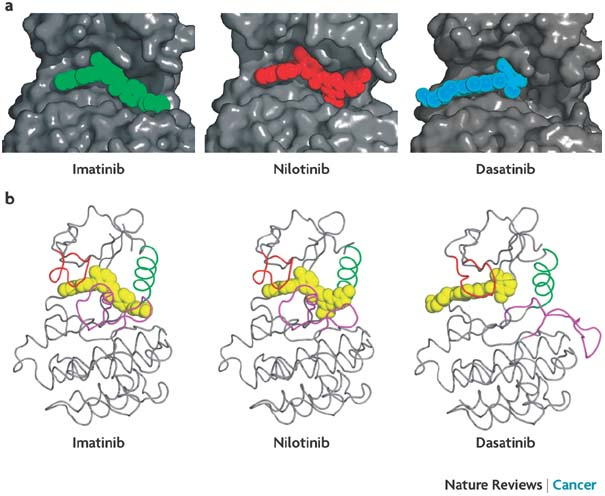 a
Imatinib Nilotinib Dasatinib
b
Imatinib Nilotinib Dasatinib
Nature Reviews | Cancer